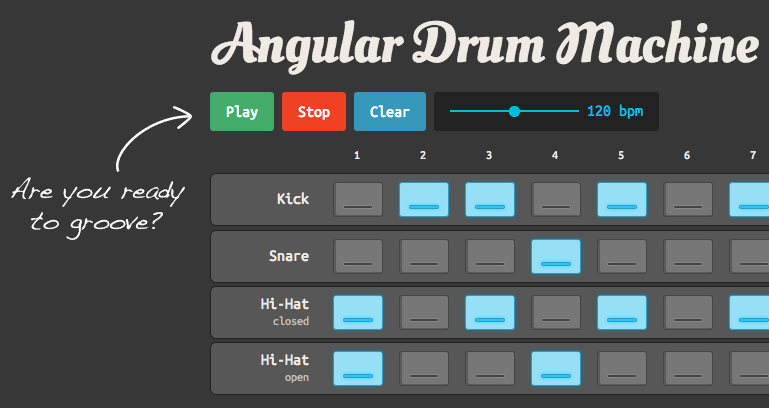 Angular Drum Machine
Play Stop Clear 120 bpm
Are you ready
to groove?
1 2 3 4 5 6 7
Kick
Snare
Hi-Hat
closed
Hi-Hat
open